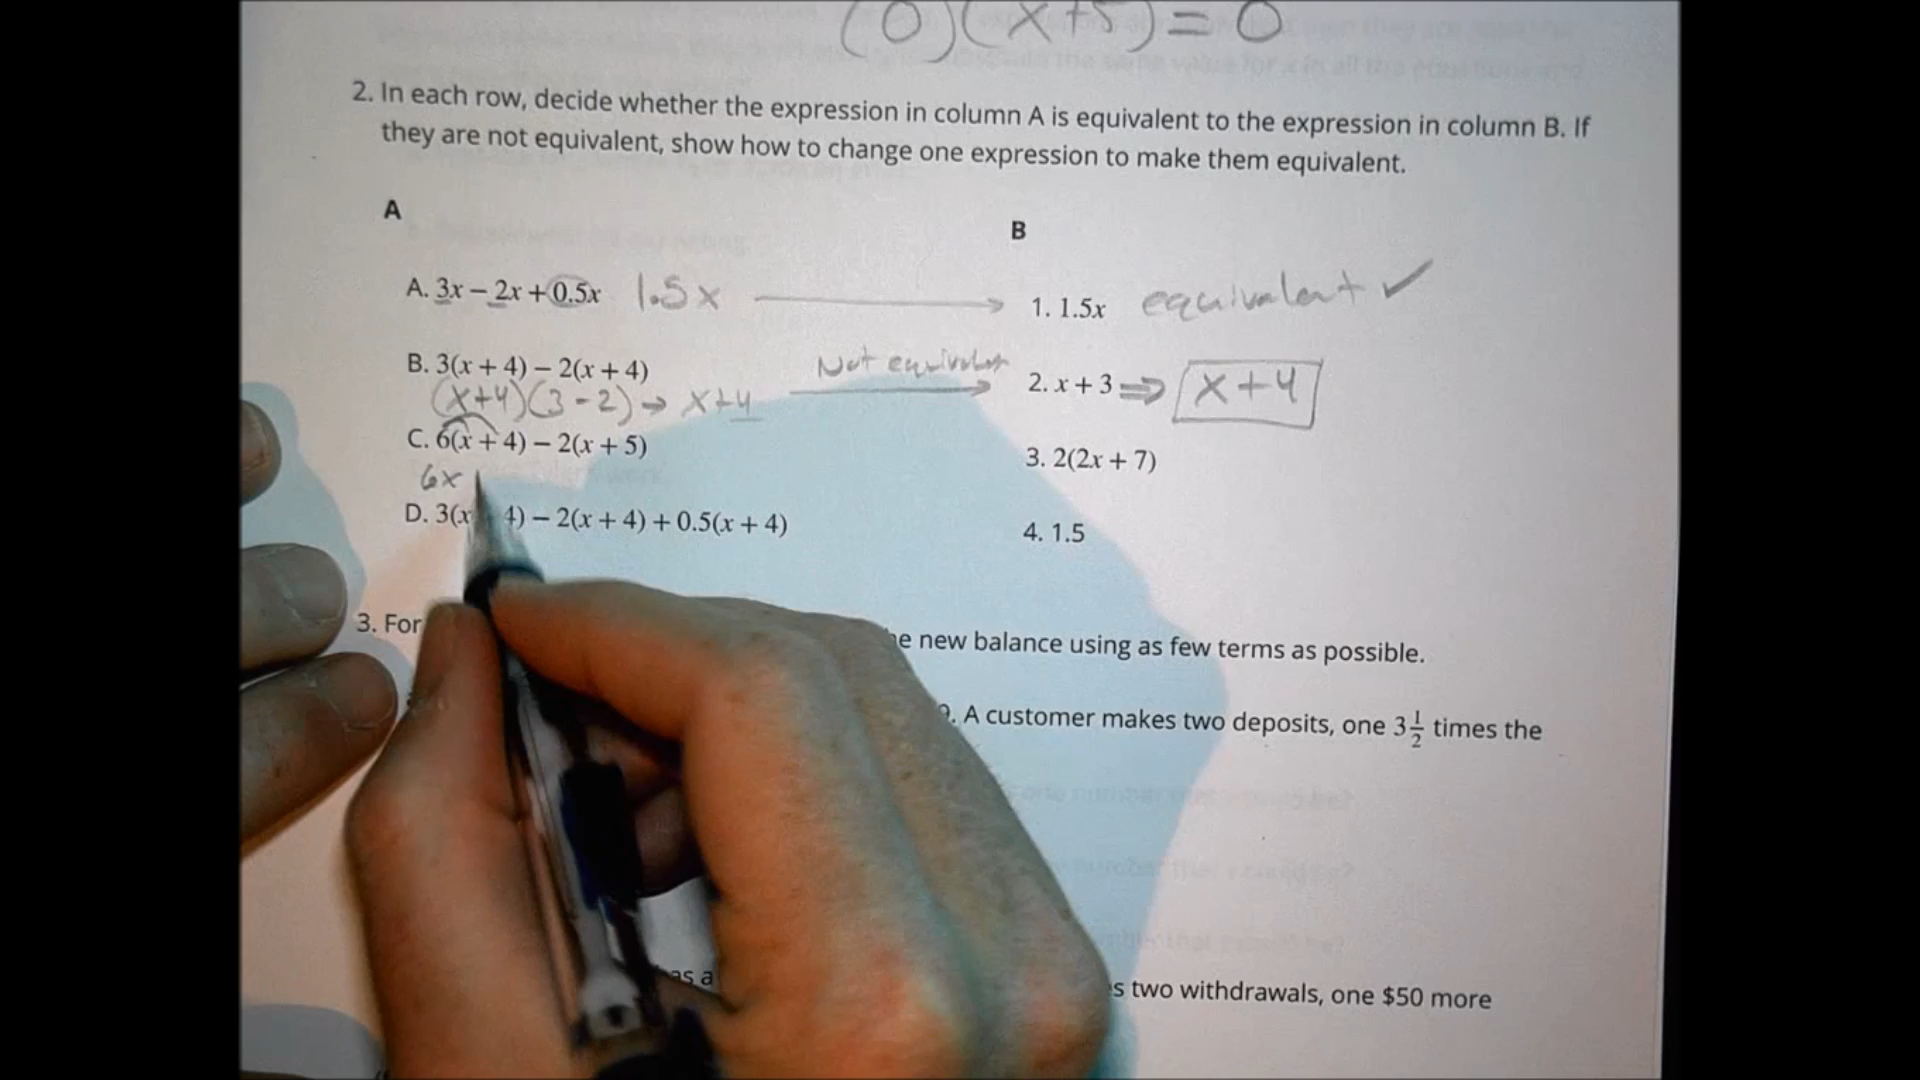 (0)(x+5)=0
2. In each row, decide whether the expression in column A is equivalent to the expression in column B. If
they are not equivalent, show how to change one expression to make them equivalent.
A
B
A. 3x – 2x + 0.5x 1.5x
1. 1.5x equivalent ✓
B. 3(x + 4) – 2(x + 4)
(x+4)(3-2) → x+4
Not equivalent
2. x + 3 ⇒ x+4
C. 6(x + 4) – 2(x + 5)
6x
3. 2(2x + 7)
D. 3(x 4) – 2(x + 4) + 0.5(x + 4)
4. 1.5
3. For new balance using as few terms as possible.
A customer makes two deposits, one 3 1/2 times the
as a two withdrawals, one $50 more